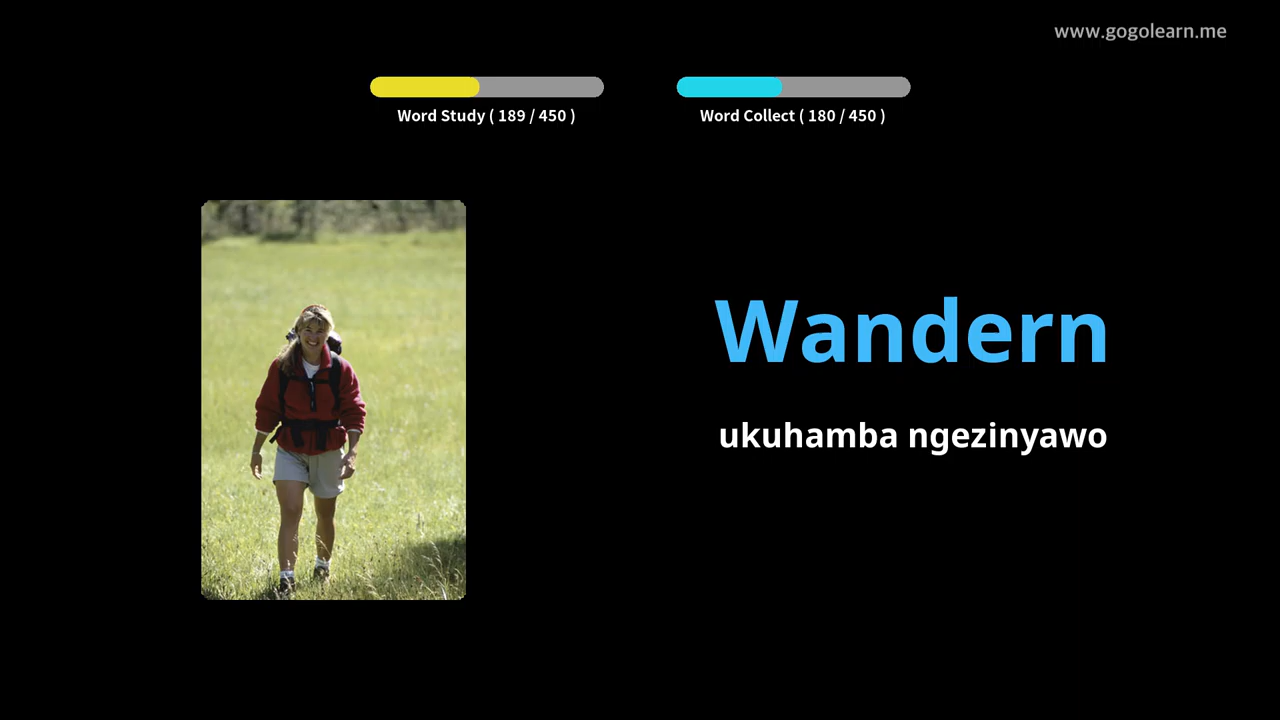 www.gogolearn.me
Word Study ( 189 / 450 )
Word Collect ( 180 / 450 )
Wandern
ukuhamba ngezinyawo